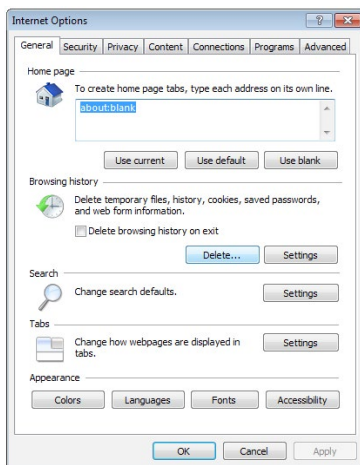 Internet Options
General Security Privacy Content Connections Programs Advanced
Home page
To create home page tabs, type each address on its own line.
about:blank
Use current Use default Use blank
Browsing history
Delete temporary files, history, cookies, saved passwords,
and web form information.
Delete browsing history on exit
Delete... Settings
Search
Change search defaults. Settings
Tabs
Change how webpages are displayed in
tabs.
Settings
Appearance
Colors Languages Fonts Accessibility
OK Cancel Apply